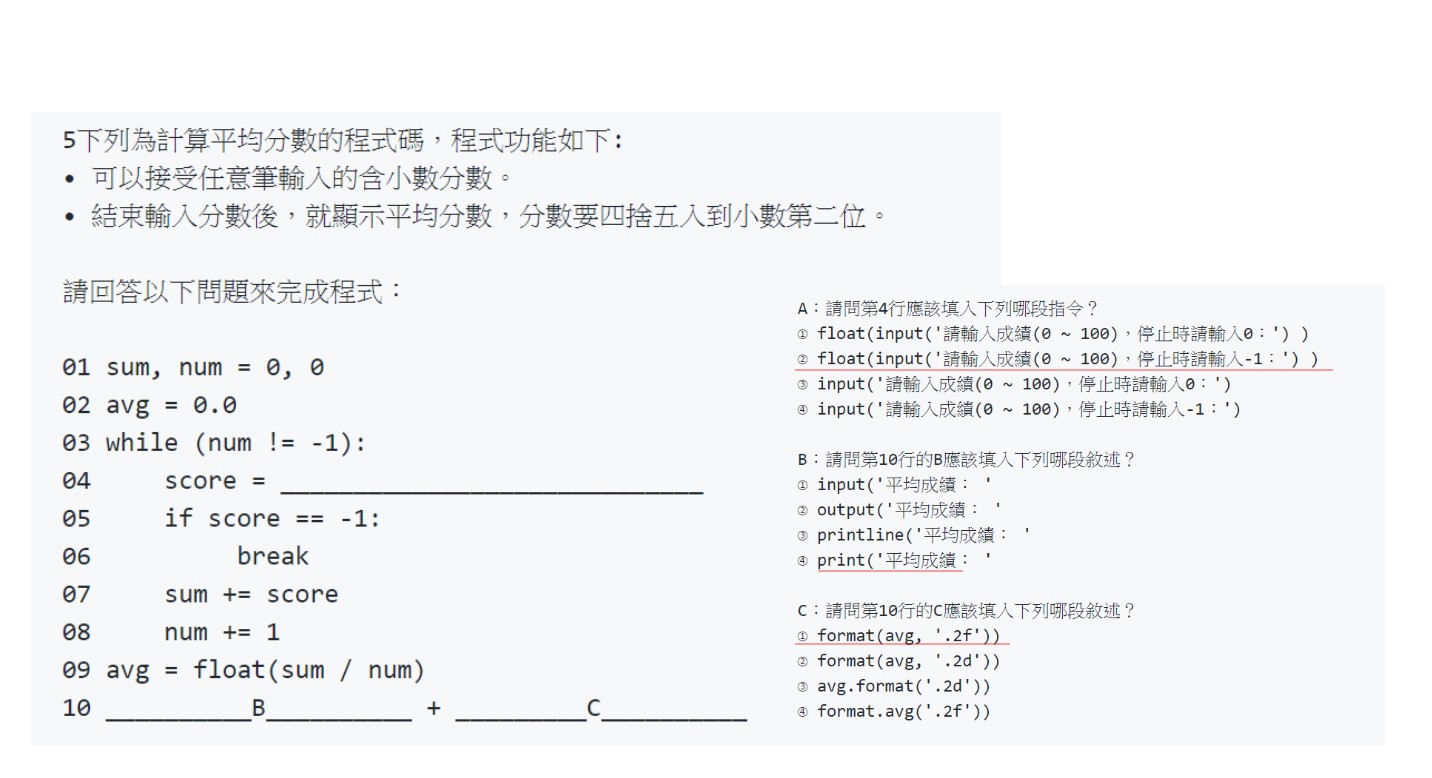 5下列為計算平均分數的程式碼，程式功能如下:
• 可以接受任意筆輸入的含小數分數。
• 結束輸入分數後，就顯示平均分數，分數要四捨五入到小數第二位。
請回答以下問題來完成程式：
01 sum, num = 0, 0
02 avg = 0.0
03 while (num != -1):
04     score = _____________________________
05     if score == -1:
06          break
07     sum += score
08     num += 1
09 avg = float(sum / num)
10 __________B__________ + _________C__________
A：請問第4行應該填入下列哪段指令？
① float(input('請輸入成績(0 ~ 100)，停止時請輸入0：') )
② float(input('請輸入成績(0 ~ 100)，停止時請輸入-1：') )
③ input('請輸入成績(0 ~ 100)，停止時請輸入0：')
④ input('請輸入成績(0 ~ 100)，停止時請輸入-1：')
B：請問第10行的B應該填入下列哪段敘述？
① input('平均成績： '
② output('平均成績： '
③ printline('平均成績： '
④ print('平均成績： '
C：請問第10行的C應該填入下列哪段敘述？
① format(avg, '.2f'))
② format(avg, '.2d'))
③ avg.format('.2d'))
④ format.avg('.2f'))